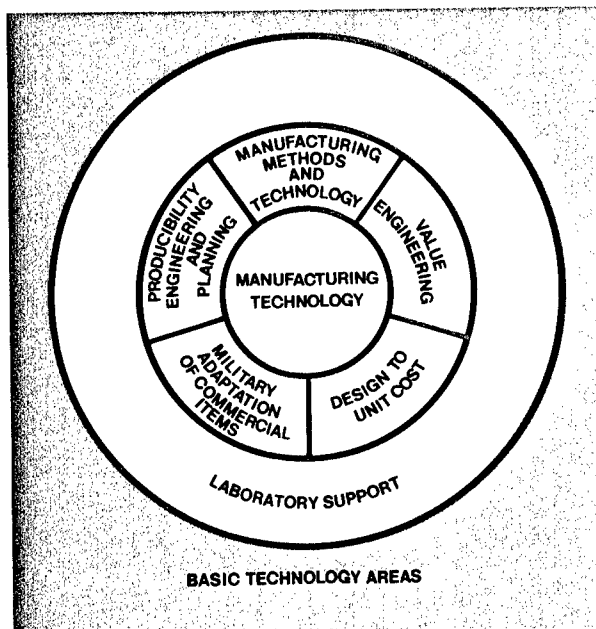 MANUFACTURING
METHODS
AND
TECHNOLOGY
VALUE
ENGINEERING
DESIGN TO
UNIT COST
MILITARY
ADAPTATION
OF COMMERCIAL
ITEMS
PRODUCIBILITY
ENGINEERING
AND
PLANNING
MANUFACTURING
TECHNOLOGY
LABORATORY SUPPORT
BASIC TECHNOLOGY AREAS